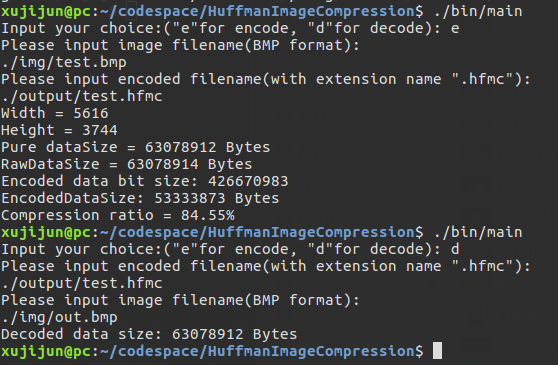 xujijun@pc:~/codespace/HuffmanImageCompression$ ./bin/main
Input your choice:("e"for encode, "d"for decode): e
Please input image filename(BMP format):
./img/test.bmp
Please input encoded filename(with extension name ".hfmc"):
./output/test.hfmc
Width = 5616
Height = 3744
Pure dataSize = 63078912 Bytes
RawDataSize = 63078914 Bytes
Encoded data bit size: 426670983
EncodedDataSize: 53333873 Bytes
Compression ratio = 84.55%
xujijun@pc:~/codespace/HuffmanImageCompression$ ./bin/main
Input your choice:("e"for encode, "d"for decode): d
Please input encoded filename(with extension name ".hfmc"):
./output/test.hfmc
Please input image filename(BMP format):
./img/out.bmp
Decoded data size: 63078912 Bytes
xujijun@pc:~/codespace/HuffmanImageCompression$